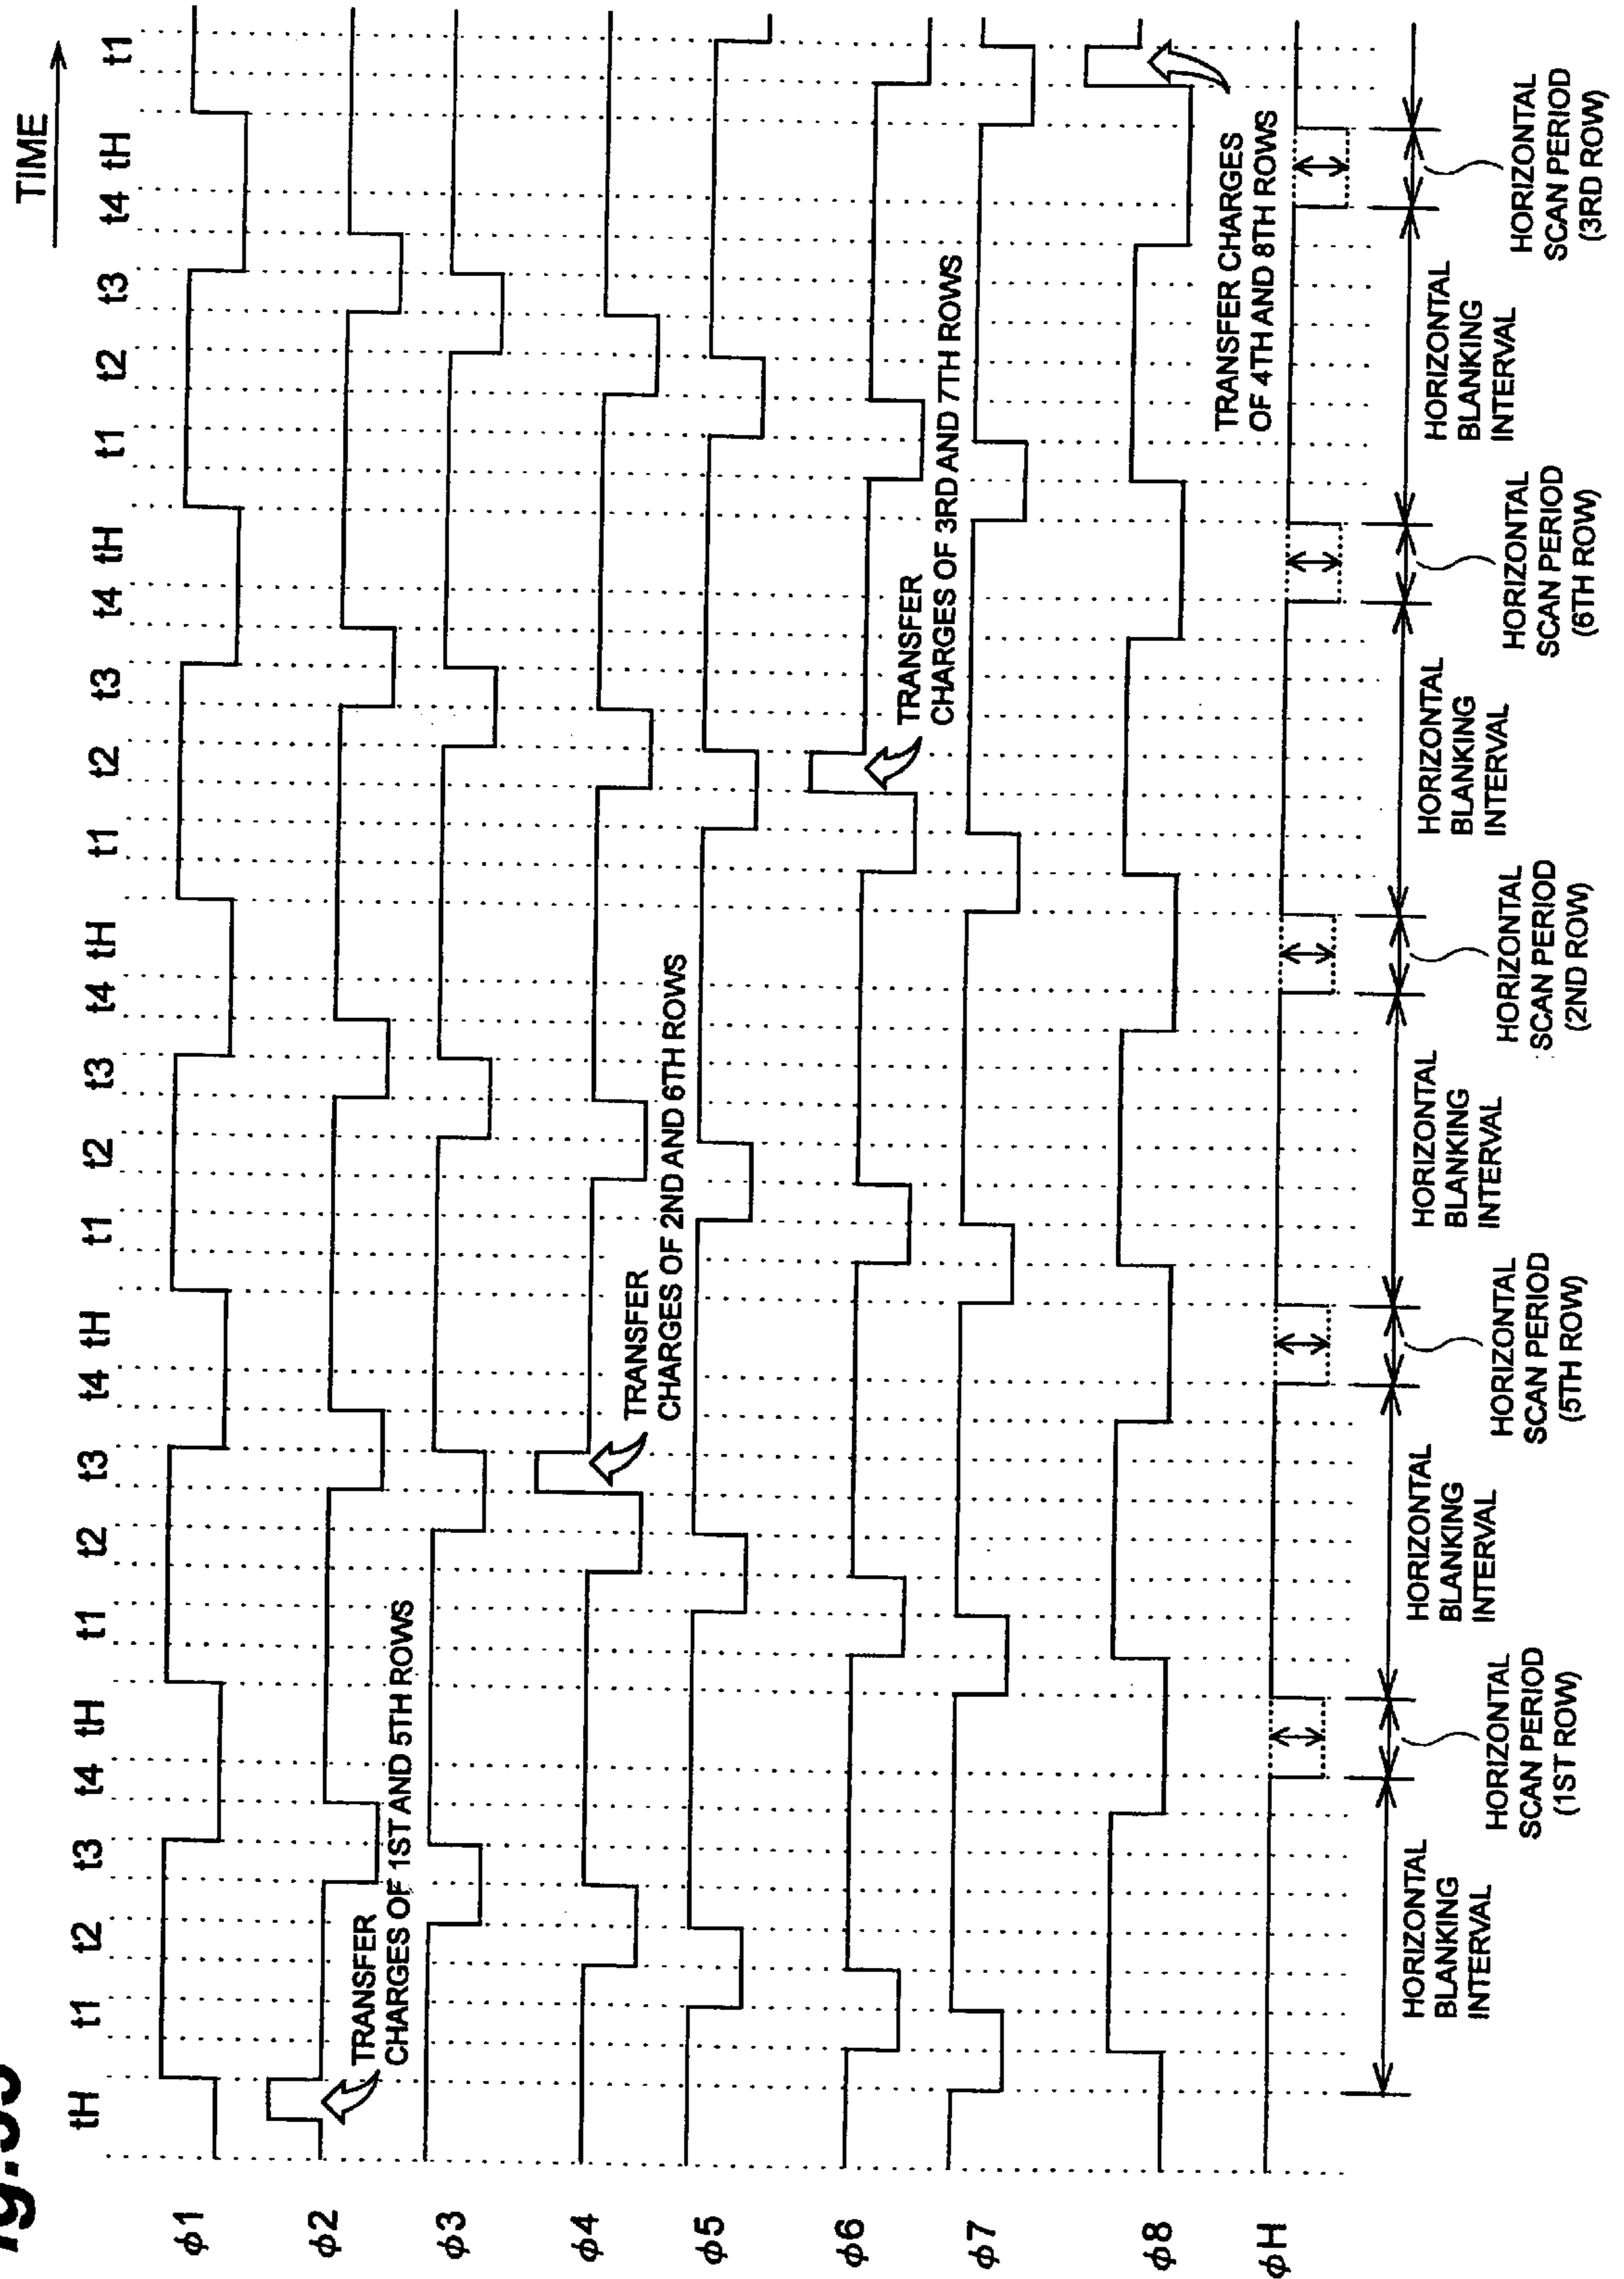 TIME
tH t1 t2 t3 t4 tH t1 t2 t3 t4 tH t1 t2 t3 t4 tH t1 t2 t3 t4 tH t1 t2 t3 t4 tH t1
φ1
φ2
TRANSFER
CHARGES OF 1ST AND 5TH ROWS
φ3
φ4
TRANSFER
CHARGES OF 2ND AND 6TH ROWS
φ5
φ6
TRANSFER
CHARGES OF 3RD AND 7TH ROWS
φ7
φ8
TRANSFER CHARGES
OF 4TH AND 8TH ROWS
φH
HORIZONTAL
BLANKING
INTERVAL
HORIZONTAL
SCAN PERIOD
(1ST ROW)
HORIZONTAL
BLANKING
INTERVAL
HORIZONTAL
SCAN PERIOD
(5TH ROW)
HORIZONTAL
BLANKING
INTERVAL
HORIZONTAL
SCAN PERIOD
(2ND ROW)
HORIZONTAL
BLANKING
INTERVAL
HORIZONTAL
SCAN PERIOD
(6TH ROW)
HORIZONTAL
BLANKING
INTERVAL
HORIZONTAL
SCAN PERIOD
(3RD ROW)